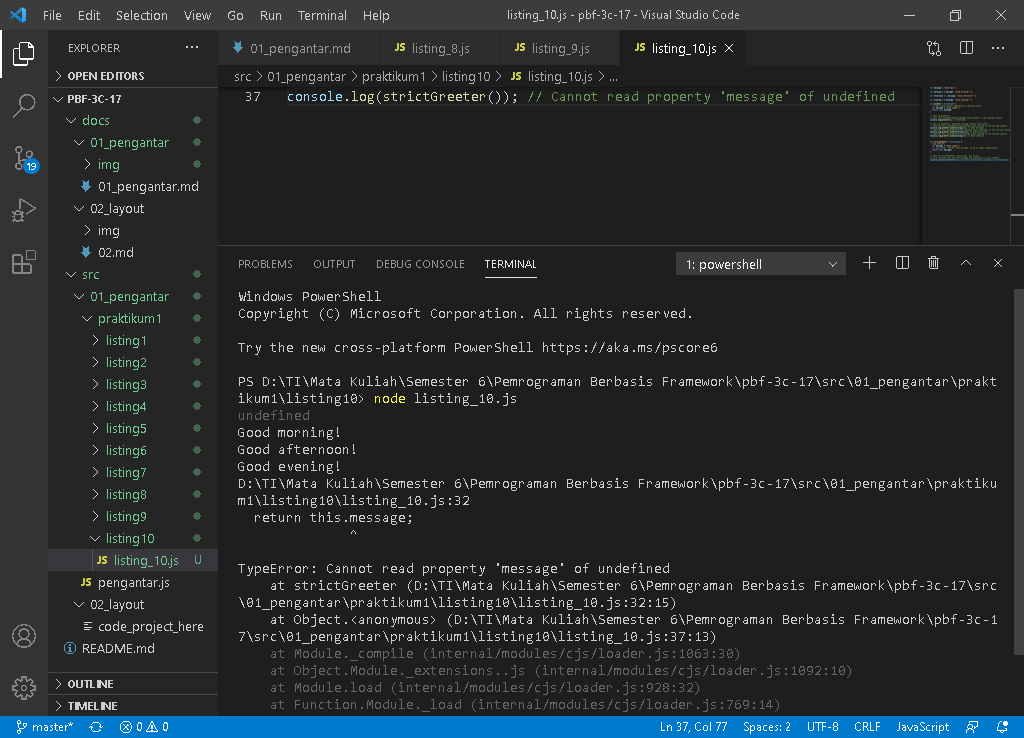 File Edit Selection View Go Run Terminal Help listing_10.js - pbf-3c-17 - Visual Studio Code
EXPLORER
OPEN EDITORS
PBF-3C-17
docs
01_pengantar
img
01_pengantar.md
02_layout
img
02.md
src
01_pengantar
praktikum1
listing1
listing2
listing3
listing4
listing5
listing6
listing7
listing8
listing9
listing10
JS listing_10.js U
JS pengantar.js
02_layout
code_project_here
README.md
OUTLINE
TIMELINE
19
01_pengantar.md JS listing_8.js JS listing_9.js JS listing_10.js
src > 01_pengantar > praktikum1 > listing10 > JS listing_10.js > ...
37 console.log(strictGreeter()); // Cannot read property 'message' of undefined
PROBLEMS OUTPUT DEBUG CONSOLE TERMINAL 1: powershell
Windows PowerShell
Copyright (C) Microsoft Corporation. All rights reserved.
Try the new cross-platform PowerShell https://aka.ms/pscore6
PS D:\TI\Mata Kuliah\Semester 6\Pemrograman Berbasis Framework\pbf-3c-17\src\01_pengantar\prakt
ikum1\listing10> node listing_10.js
undefined
Good morning!
Good afternoon!
Good evening!
D:\TI\Mata Kuliah\Semester 6\Pemrograman Berbasis Framework\pbf-3c-17\src\01_pengantar\praktiku
m1\listing10\listing_10.js:32
return this.message;
^
TypeError: Cannot read property 'message' of undefined
at strictGreeter (D:\TI\Mata Kuliah\Semester 6\Pemrograman Berbasis Framework\pbf-3c-17\src
\01_pengantar\praktikum1\listing10\listing_10.js:32:15)
at Object.<anonymous> (D:\TI\Mata Kuliah\Semester 6\Pemrograman Berbasis Framework\pbf-3c-1
7\src\01_pengantar\praktikum1\listing10\listing_10.js:37:13)
at Module._compile (internal/modules/cjs/loader.js:1063:30)
at Object.Module._extensions..js (internal/modules/cjs/loader.js:1092:10)
at Module.load (internal/modules/cjs/loader.js:928:32)
at Function.Module._load (internal/modules/cjs/loader.js:769:14)
master* 0 0 Ln 37, Col 77 Spaces: 2 UTF-8 CRLF JavaScript